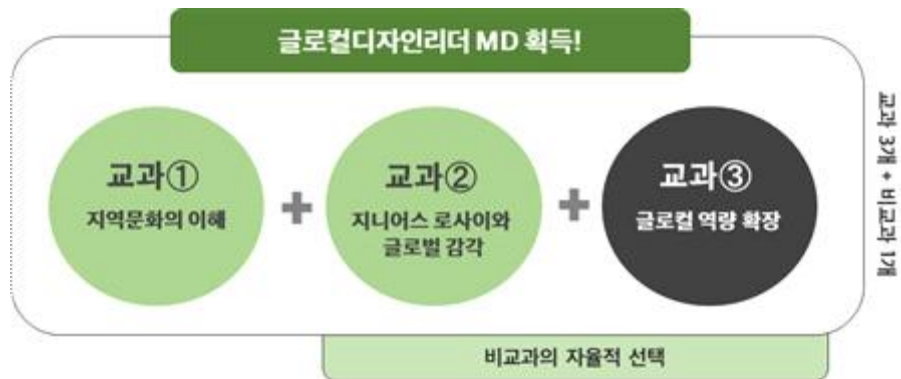 글로컬디자인리더 MD 획득!
교과①
지역문화의 이해
교과②
지니어스 로사이와
글로벌 감각
교과③
글로컬 역량 확장
교과 3개 + 비교과 1개
비교과의 자율적 선택